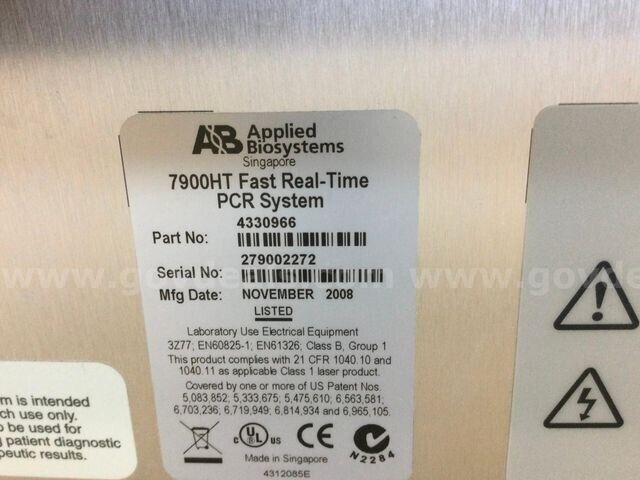 AB Applied
Biosystems
Singapore
7900HT Fast Real-Time
PCR System
4330966
Part No:
279002272
Serial No:
Mfg Date: NOVEMBER 2008
LISTED
Laboratory Use Electrical Equipment
3Z77; EN60825-1; EN61326; Class B, Group 1
This product complies with 21 CFR 1040.10 and
1040.11 as applicable Class 1 laser product.
Covered by one or more of US Patent Nos.
5,083,852; 5,333,675; 5,475,610; 6,563,581;
6,703,236; 6,719,949; 6,814,934 and 6,965,105.
C UL US CE N2284
Made in Singapore
4312085E
m is intended
ch use only.
be used for
patient diagnostic
peutic results.